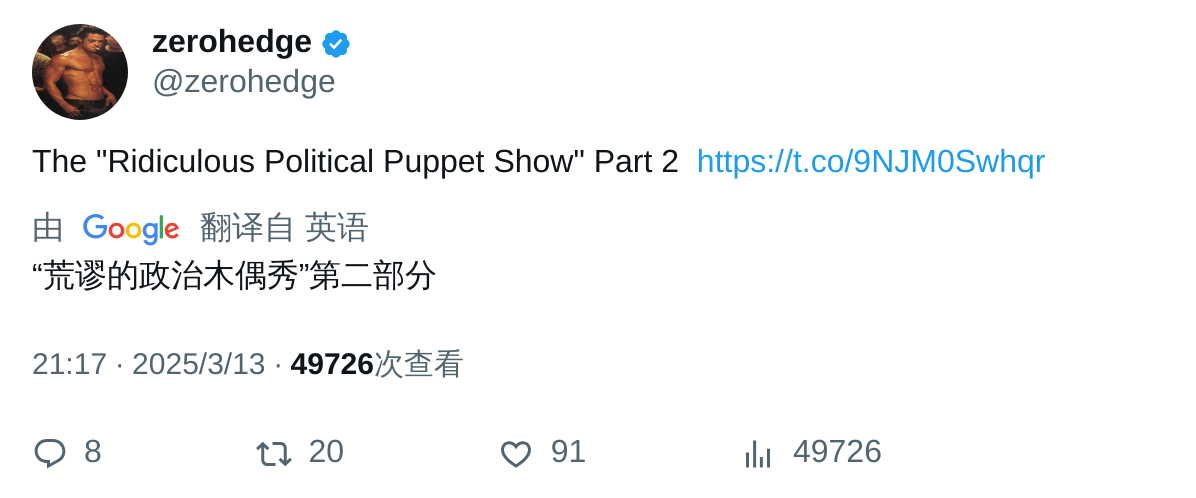 zerohedge
@zerohedge
The "Ridiculous Political Puppet Show" Part 2 https://t.co/9NJM0Swhqr
由 Google 翻译自 英语
“荒谬的政治木偶秀”第二部分
21:17 · 2025/3/13 · 49726次查看
8 20 91 49726